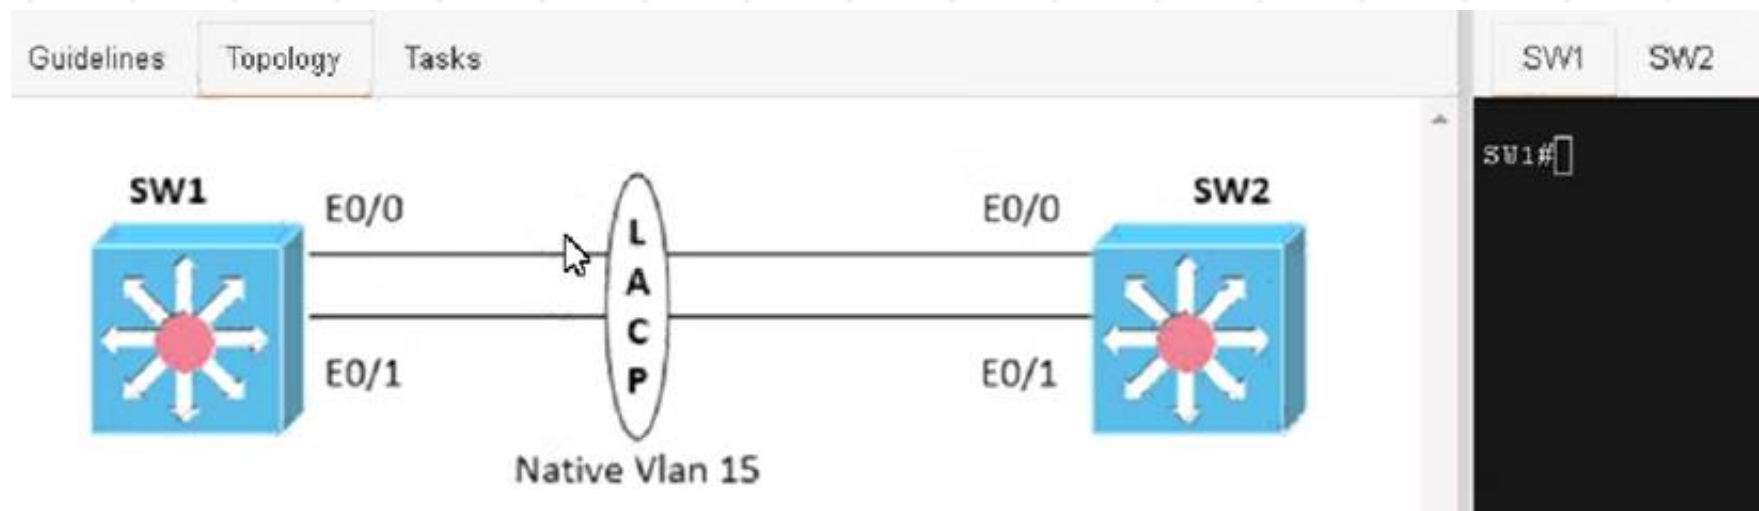 Guidelines Topology Tasks SW1 SW2
SW1#
SW1 SW2
E0/0 E0/0
L
A
C
P
E0/1 E0/1
Native Vlan 15